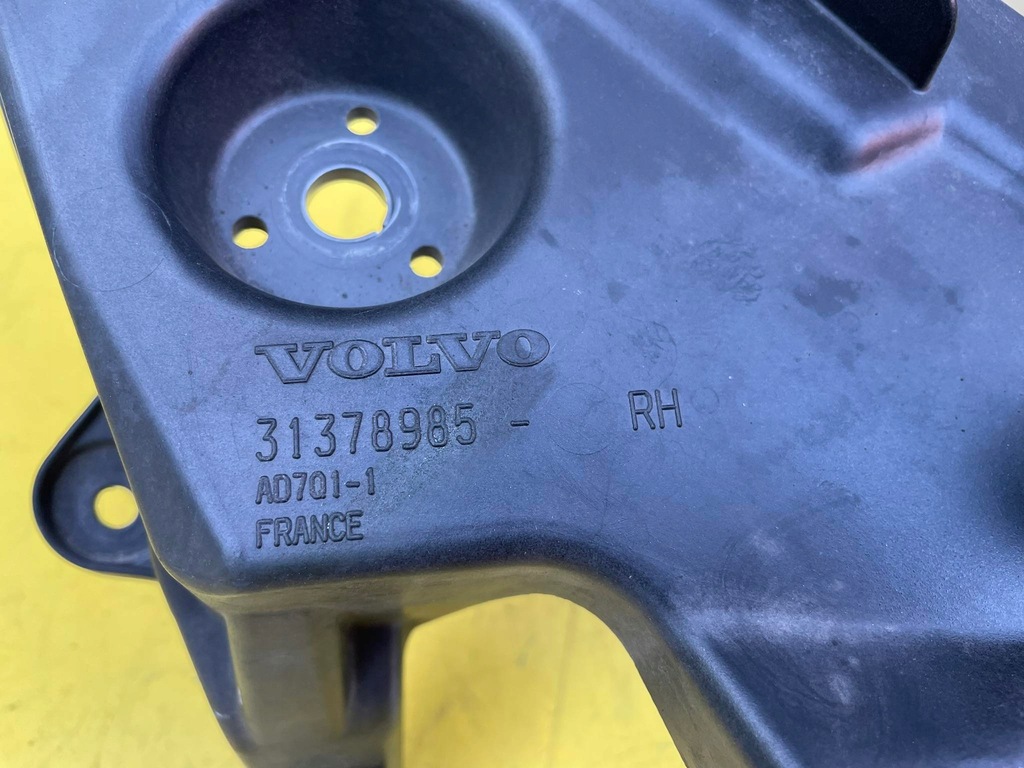 VOLVO
31378985 - RH
AD7Q1-1
FRANCE